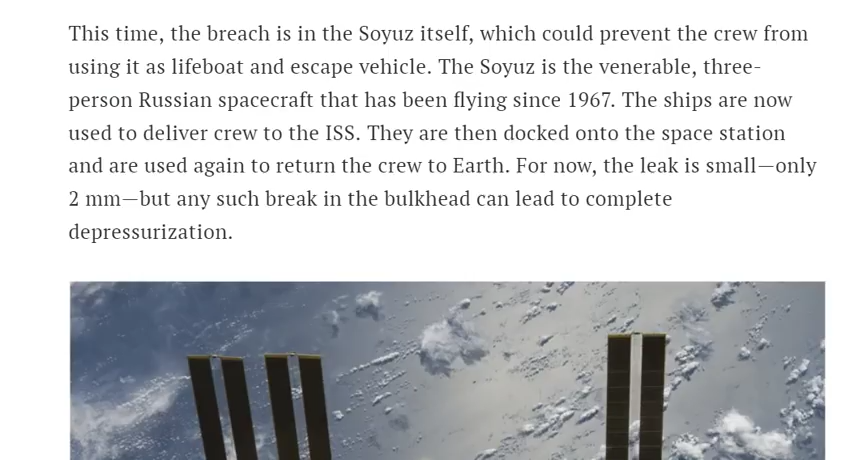 This time, the breach is in the Soyuz itself, which could prevent the crew from
using it as lifeboat and escape vehicle. The Soyuz is the venerable, three-
person Russian spacecraft that has been flying since 1967. The ships are now
used to deliver crew to the ISS. They are then docked onto the space station
and are used again to return the crew to Earth. For now, the leak is small—only
2 mm—but any such break in the bulkhead can lead to complete
depressurization.